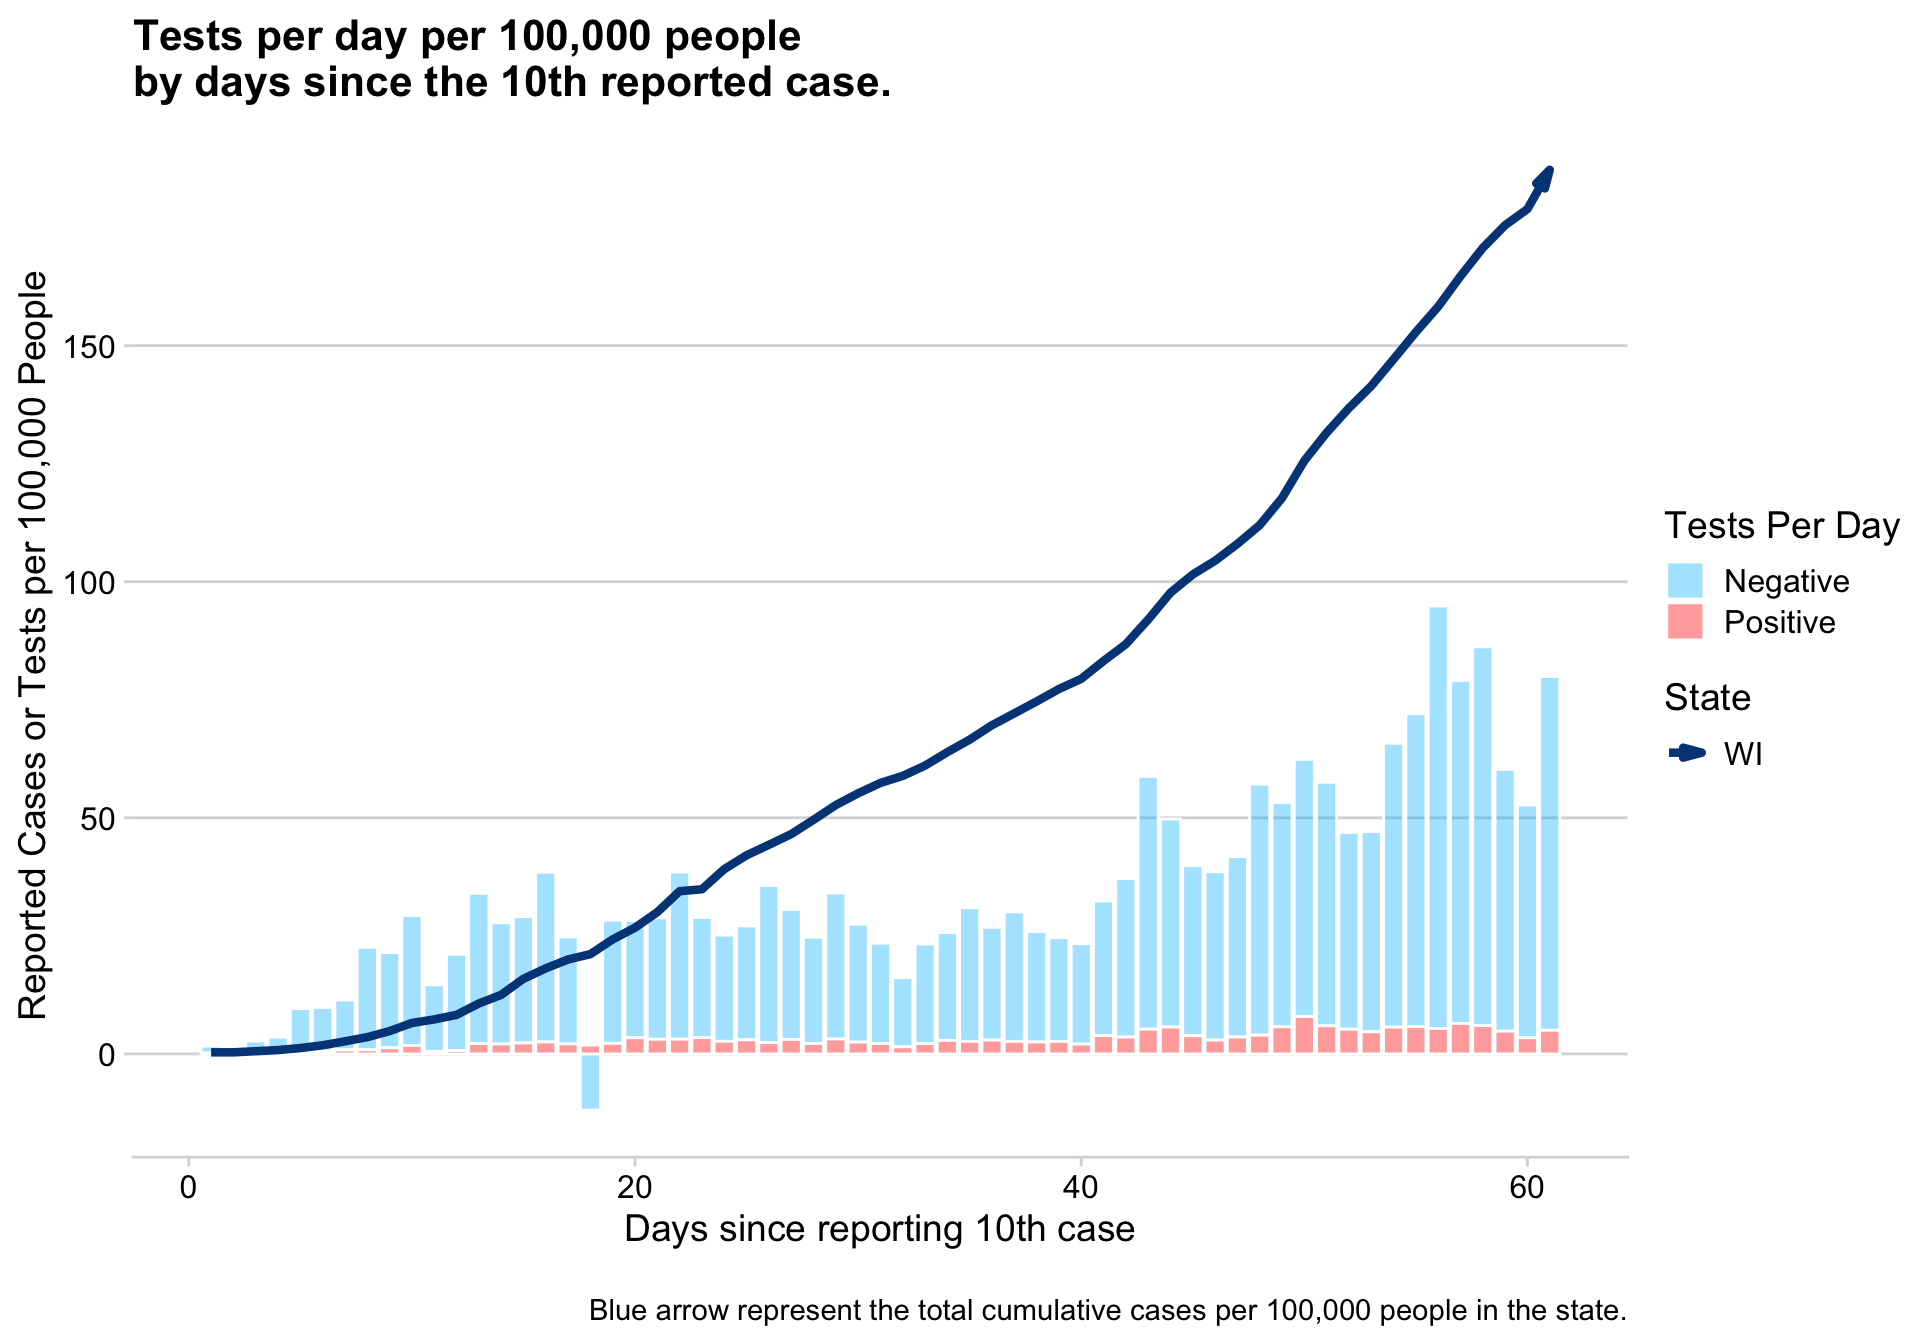 Tests per day per 100,000 people
by days since the 10th reported case.
Reported Cases or Tests per 100,000 People
150
100
50
0
0
20
40
60
Days since reporting 10th case
Tests Per Day
Negative
Positive
State
WI
Blue arrow represent the total cumulative cases per 100,000 people in the state.